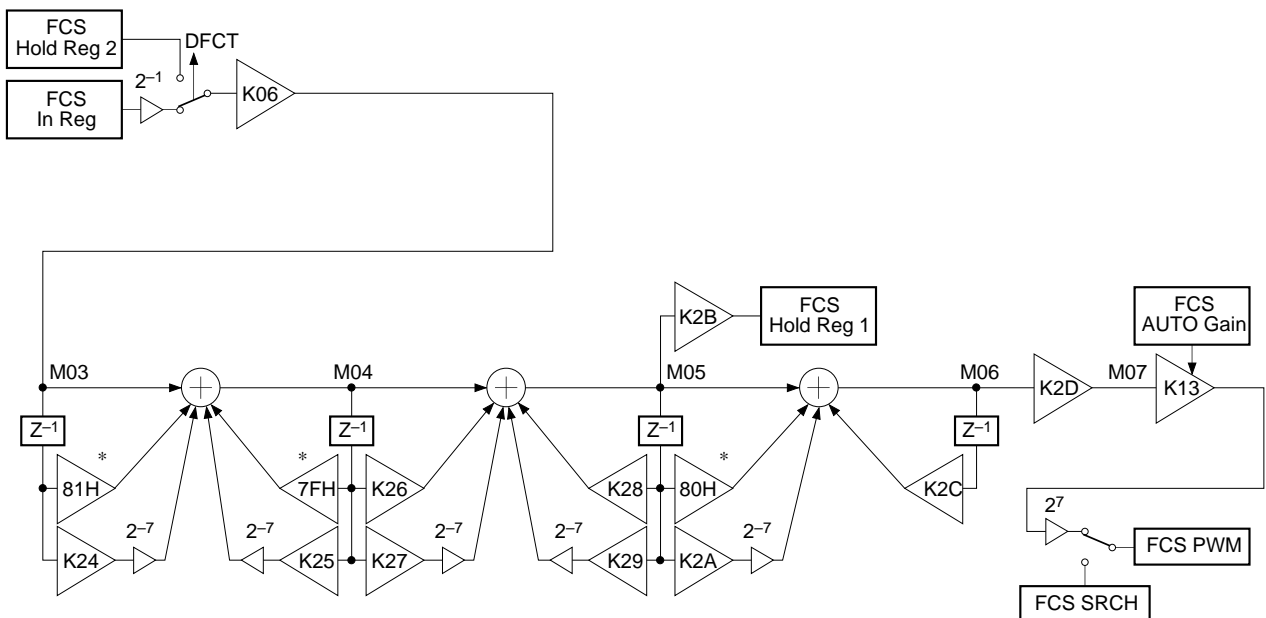 FCS
Hold Reg 2
DFCT
2⁻¹
K06
FCS
In Reg
K2B
FCS
Hold Reg 1
FCS
AUTO Gain
M03
M04
M05
M06
K2D
M07
K13
Z⁻¹
Z⁻¹
Z⁻¹
Z⁻¹
81H
*
*
7FH
K26
K28
80H
*
K2C
K24
2⁻⁷
2⁻⁷
K25
K27
2⁻⁷
2⁻⁷
K29
K2A
2⁻⁷
2⁷
FCS PWM
FCS SRCH